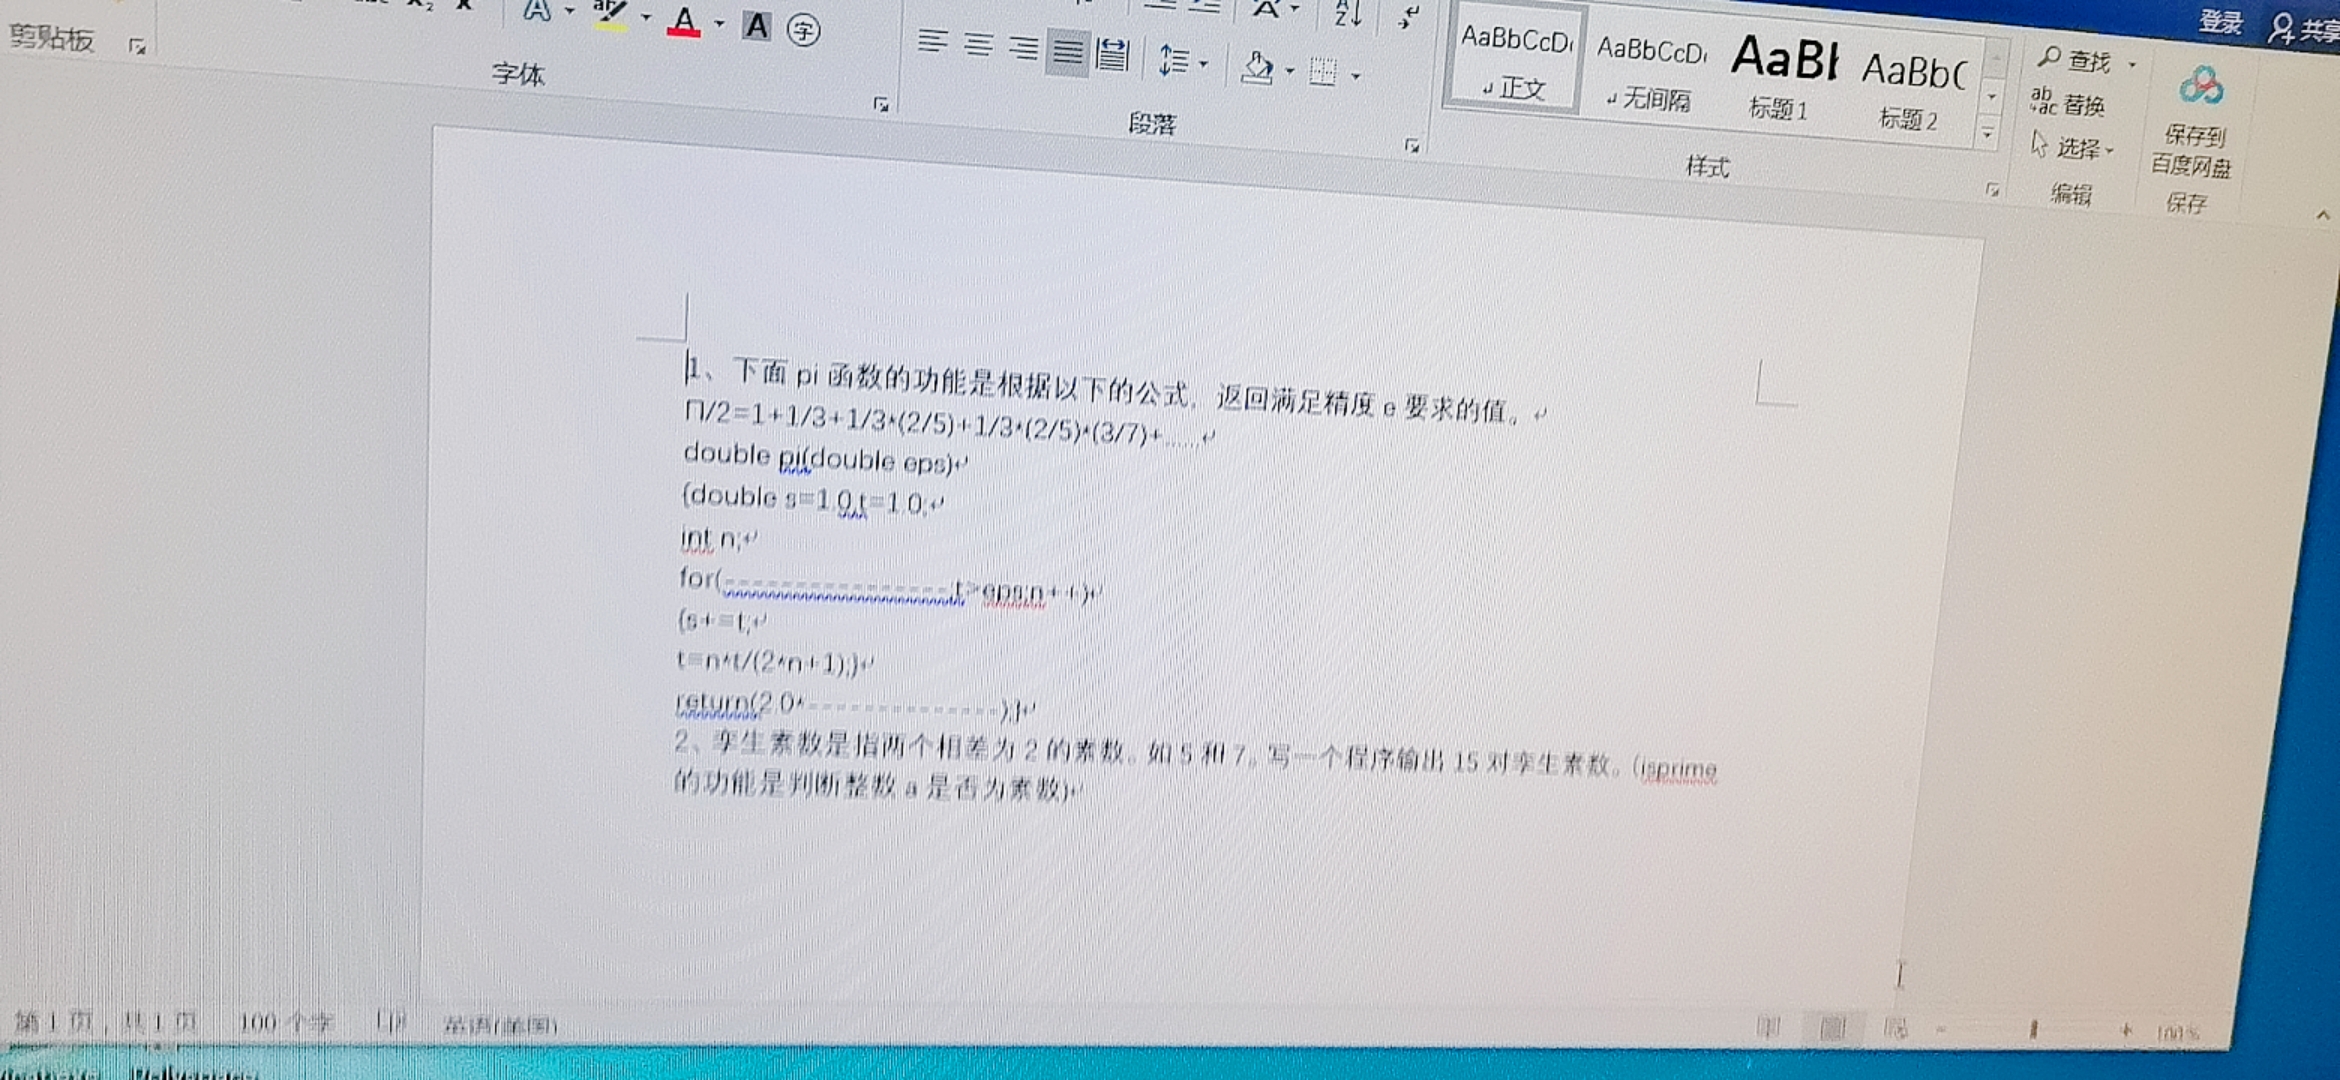 登录 共享
剪贴板
字体
段落
AaBbCcDı AaBbCcDı AaBl AaBbC
正文 无间隔 标题 1 标题 2
样式
查找
替换
选择
编辑
保存到
百度网盘
保存
1、下面 pi 函数的功能是根据以下的公式，返回满足精度 e 要求的值。
Π/2=1+1/3+1/3*(2/5)+1/3*(2/5)*(3/7)+......
double pi(double eps)
{double s=1.0,t=1.0;
int n;
for(--------------------;t>eps;n++)
{s+=t;
t=n*t/(2*n+1);}
return(2.0*----------------);}
2、孪生素数是指两个相差为 2 的素数。如 5 和 7。写一个程序输出 15 对孪生素数。(isprime
的功能是判断整数 a 是否为素数)
第 1 页，共 1 页 100 个字 英语(美国) 100%